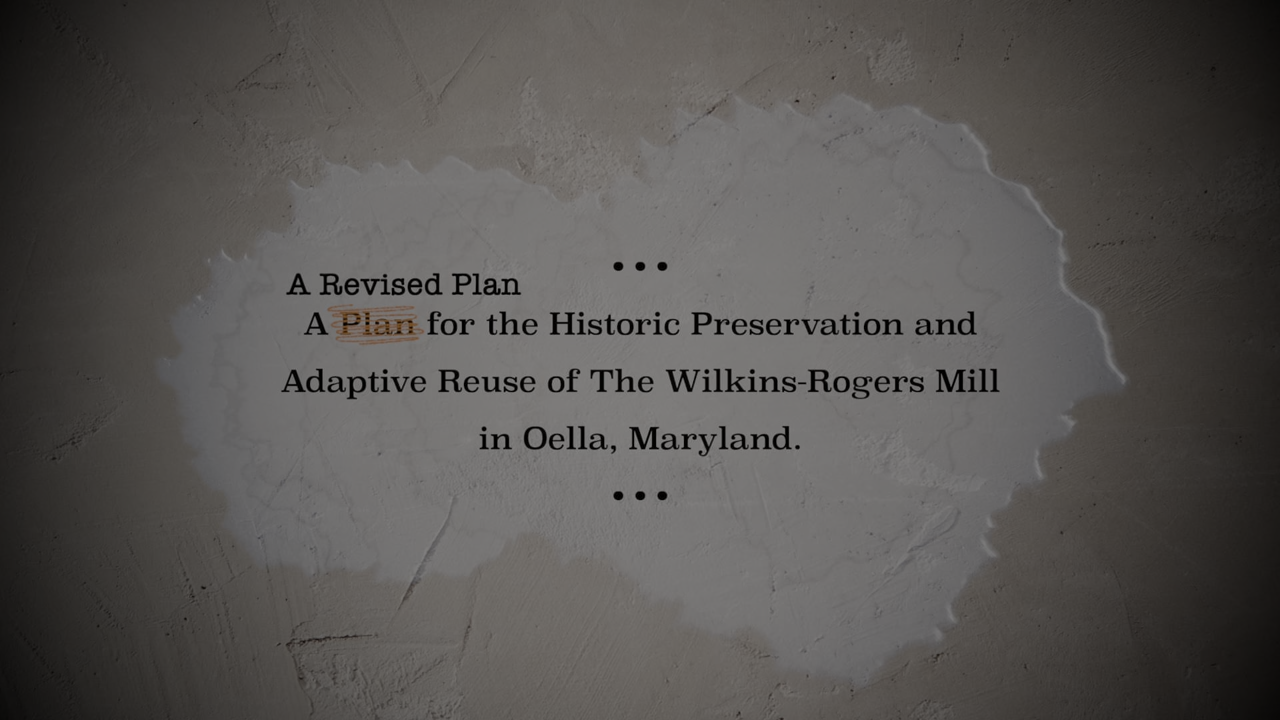 • • •
A Revised Plan
A Plan for the Historic Preservation and
Adaptive Reuse of The Wilkins-Rogers Mill
in Oella, Maryland.
• • •